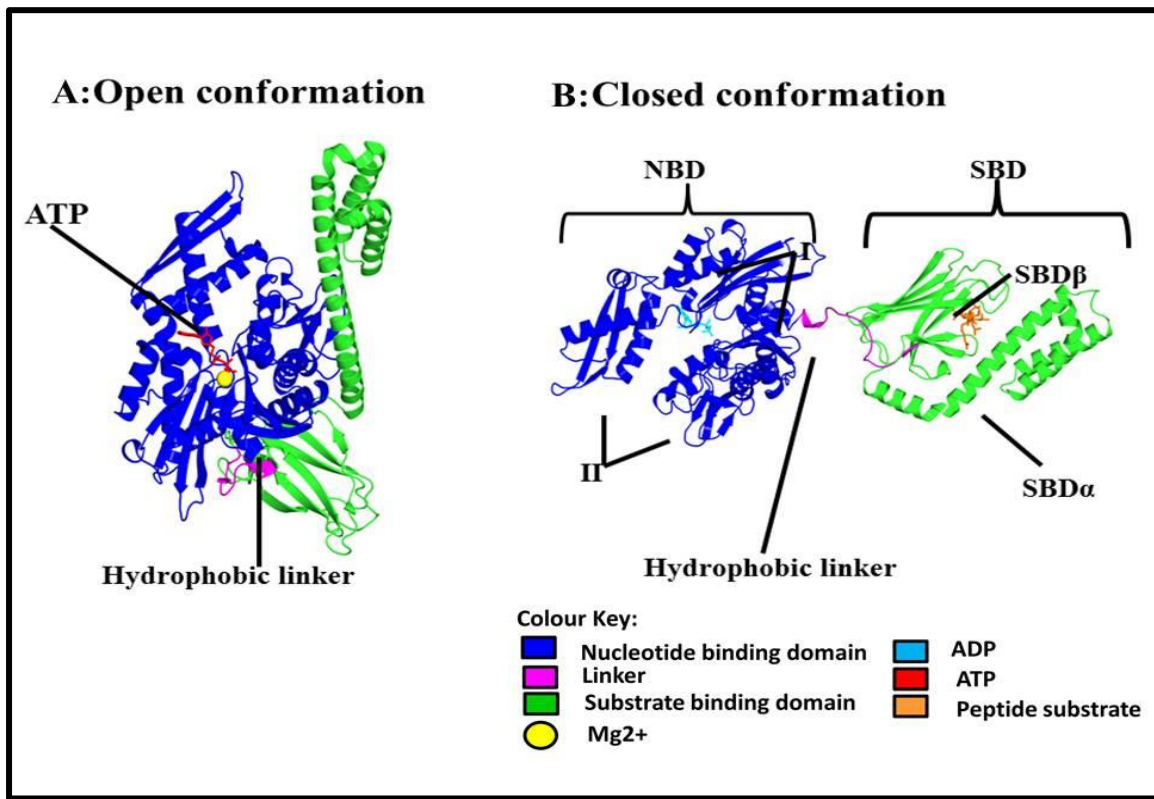 A:Open conformation
ATP
Hydrophobic linker
B:Closed conformation
NBD
SBD
I
SBDβ
II
SBDα
Hydrophobic linker
Colour Key:
Nucleotide binding domain
Linker
Substrate binding domain
Mg2+
ADP
ATP
Peptide substrate